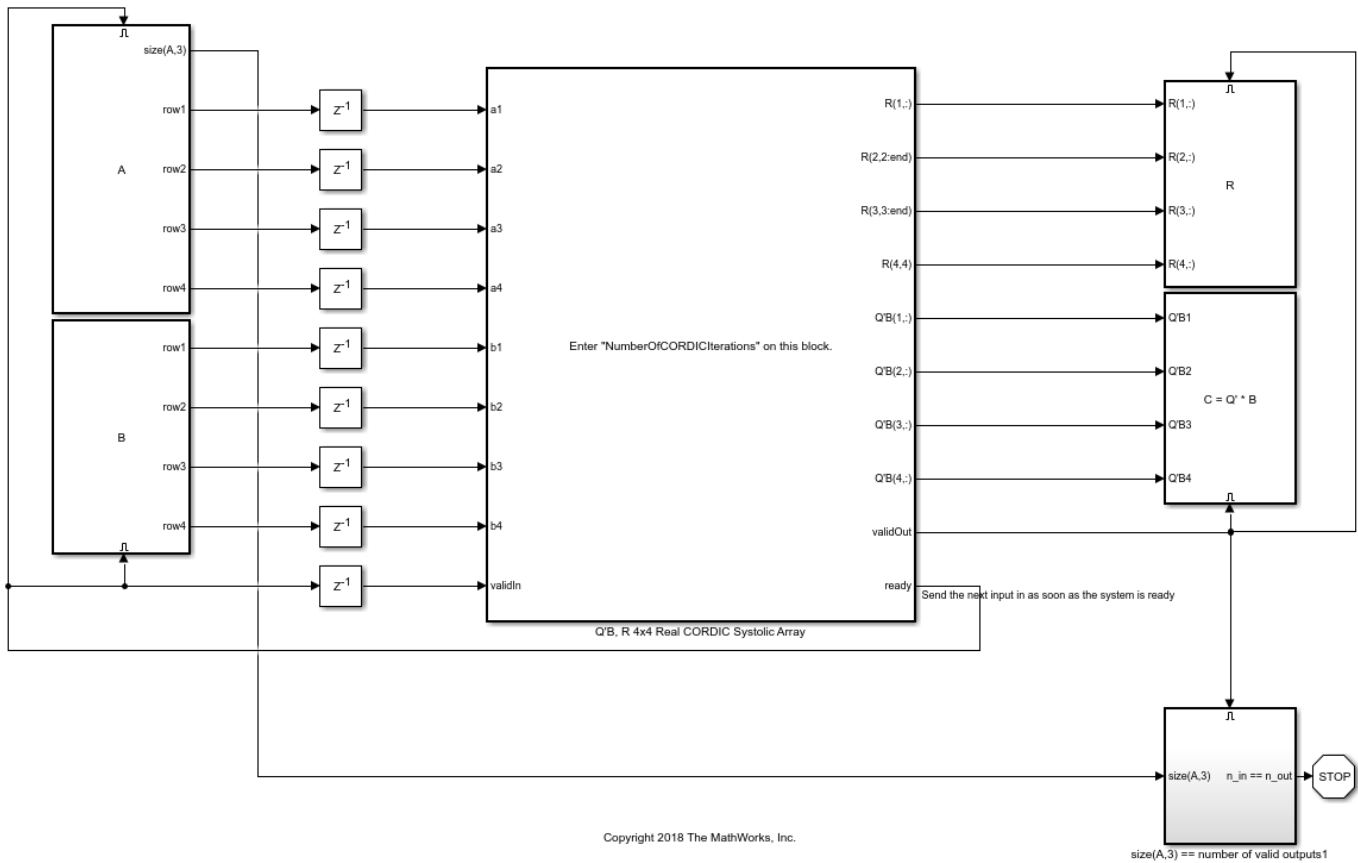 size(A,3)
row1
row2
A
row3
row4
row1
row2
B
row3
row4
Z-1
Z-1
Z-1
Z-1
Z-1
Z-1
Z-1
Z-1
Z-1
a1
a2
a3
a4
b1
b2
b3
b4
validIn
Enter "NumberOfCORDICIterations" on this block.
R(1,:)
R(2,2:end)
R(3,3:end)
R(4,4)
Q'B(1,:)
Q'B(2,:)
Q'B(3,:)
Q'B(4,:)
validOut
ready
Q'B, R 4x4 Real CORDIC Systolic Array
Send the next input in as soon as the system is ready
R(1,:)
R(2,:)
R
R(3,:)
R(4,:)
Q'B1
Q'B2
C = Q' * B
Q'B3
Q'B4
size(A,3) n_in == n_out
STOP
size(A,3) == number of valid outputs1
Copyright 2018 The MathWorks, Inc.